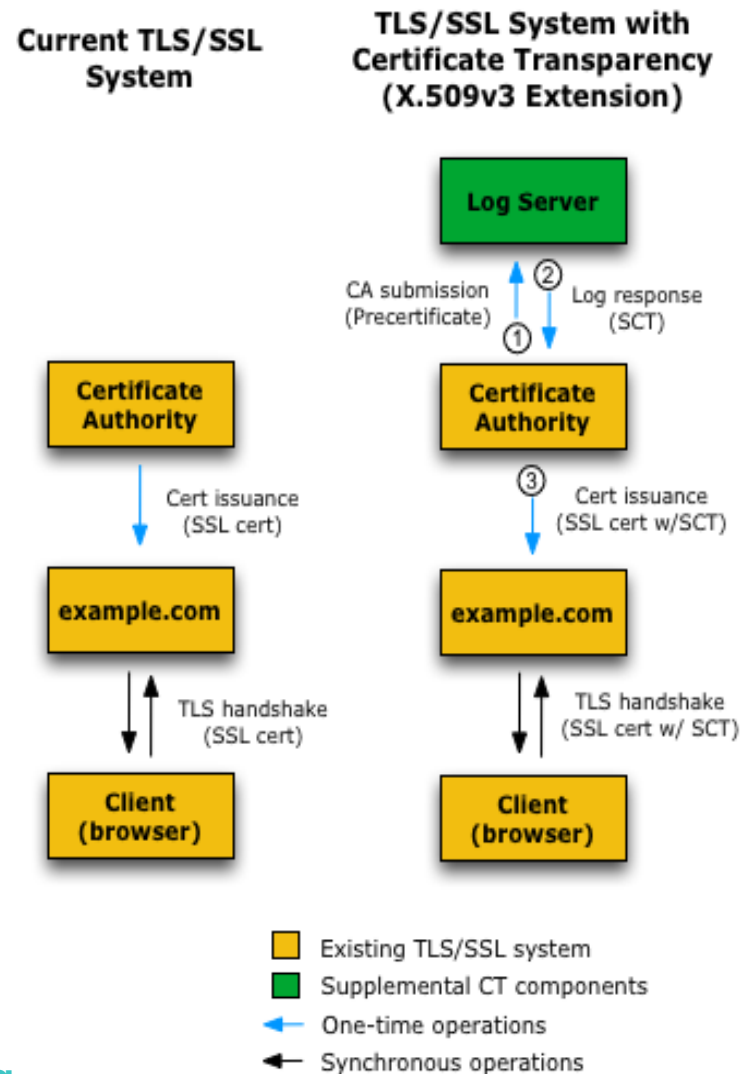 Current TLS/SSL
System
TLS/SSL System with
Certificate Transparency
(X.509v3 Extension)
Log Server
CA submission
(Precertificate)
1
2
Log response
(SCT)
Certificate
Authority
Cert issuance
(SSL cert)
example.com
TLS handshake
(SSL cert)
Client
(browser)
Certificate
Authority
3
Cert issuance
(SSL cert w/SCT)
example.com
TLS handshake
(SSL cert w/ SCT)
Client
(browser)
Existing TLS/SSL system
Supplemental CT components
One-time operations
Synchronous operations